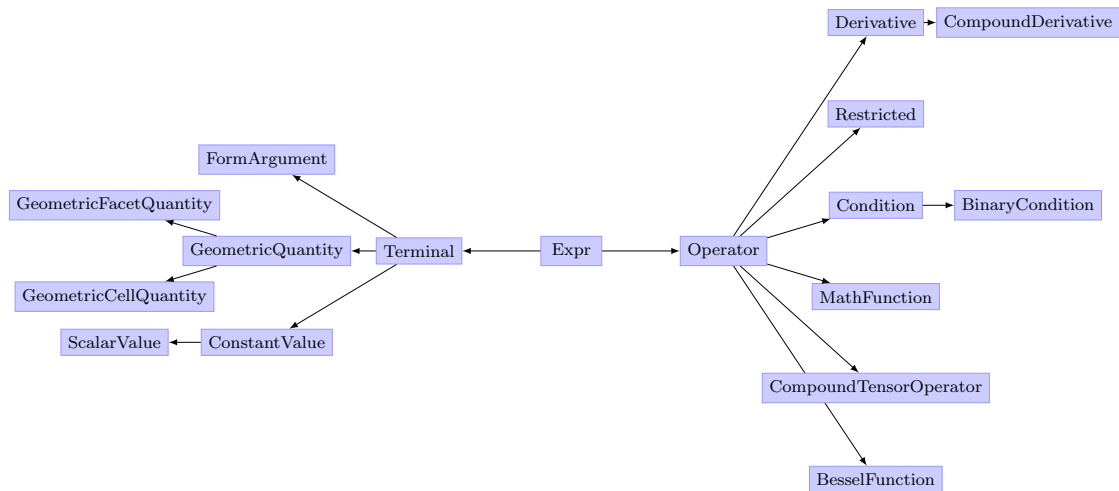 Derivative
CompoundDerivative
Restricted
FormArgument
GeometricFacetQuantity
Condition
BinaryCondition
GeometricQuantity
Terminal
Expr
Operator
GeometricCellQuantity
MathFunction
ScalarValue
ConstantValue
CompoundTensorOperator
BesselFunction